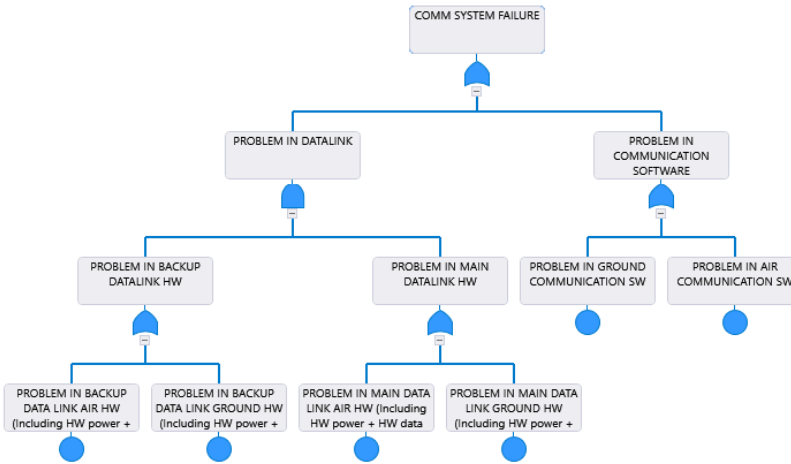 COMM SYSTEM FAILURE
PROBLEM IN DATALINK
PROBLEM IN
COMMUNICATION
SOFTWARE
PROBLEM IN BACKUP
DATALINK HW
PROBLEM IN MAIN
DATALINK HW
PROBLEM IN GROUND
COMMUNICATION SW
PROBLEM IN AIR
COMMUNICATION SW
PROBLEM IN BACKUP
DATA LINK AIR HW
(Including HW power +
PROBLEM IN BACKUP
DATA LINK GROUND HW
(Including HW power +
PROBLEM IN MAIN DATA
LINK AIR HW (Including
HW power + HW data
PROBLEM IN MAIN DATA
LINK GROUND HW
(Including HW power +